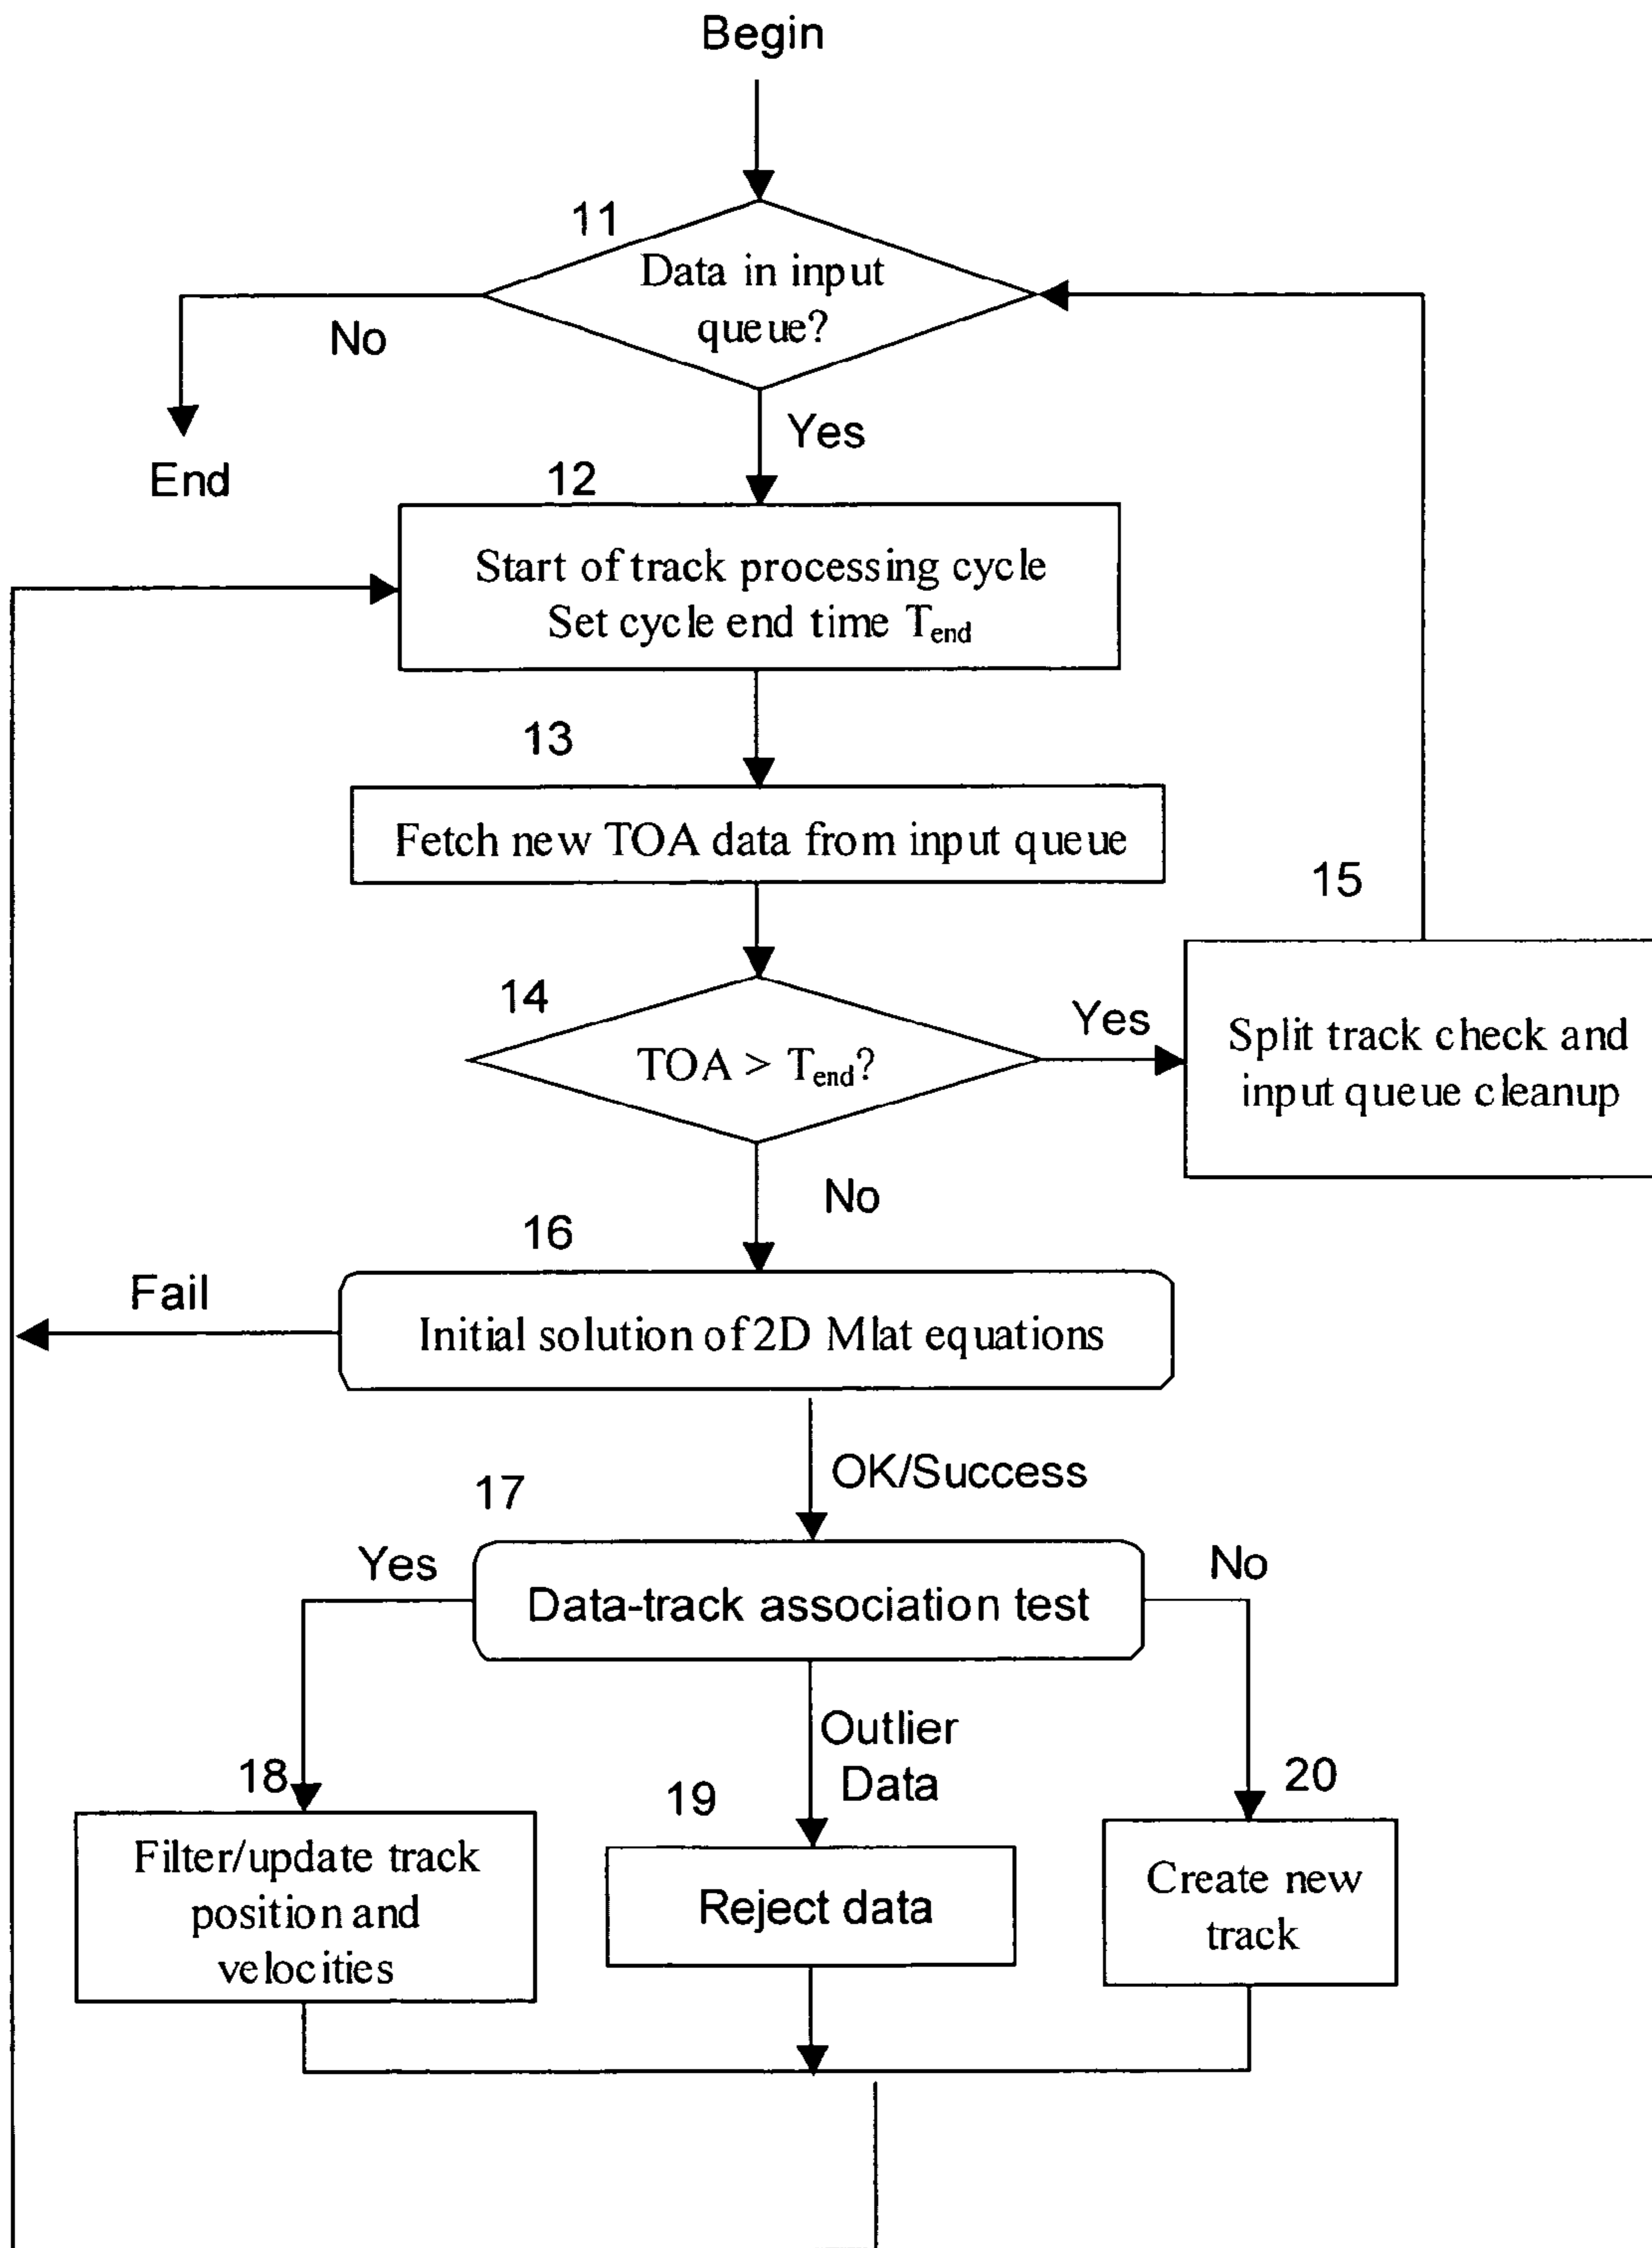 Begin
11
Data in input
queue?
No
Yes
End
12
Start of track processing cycle
Set cycle end time Tend
13
Fetch new TOA data from input queue
15
14
Yes
TOA > Tend?
Split track check and
input queue cleanup
No
16
Fail
Initial solution of 2D Mlat equations
OK/Success
17
Yes
No
Data-track association test
Outlier
Data
18
19
20
Filter/update track
position and
velocities
Reject data
Create new
track